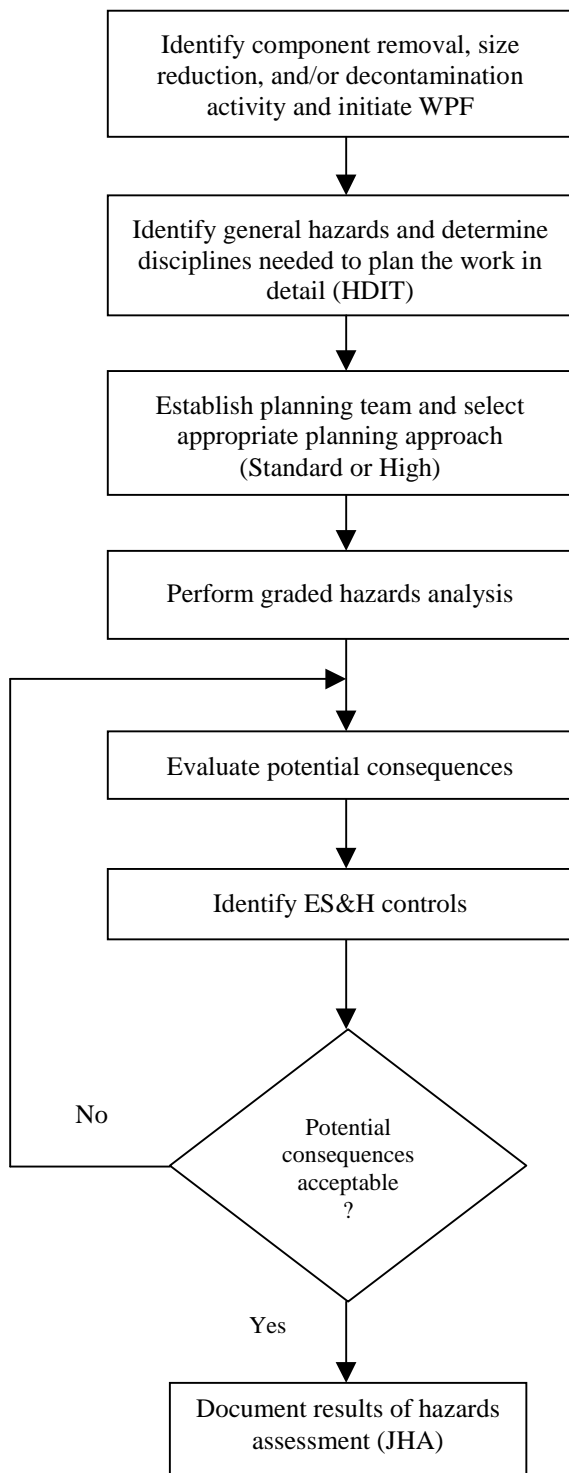 Identify component removal, size
reduction, and/or decontamination
activity and initiate WPF
Identify general hazards and determine
disciplines needed to plan the work in
detail (HDIT)
Establish planning team and select
appropriate planning approach
(Standard or High)
Perform graded hazards analysis
Evaluate potential consequences
Identify ES&H controls
Potential
consequences
acceptable
?
No
Yes
Document results of hazards
assessment (JHA)